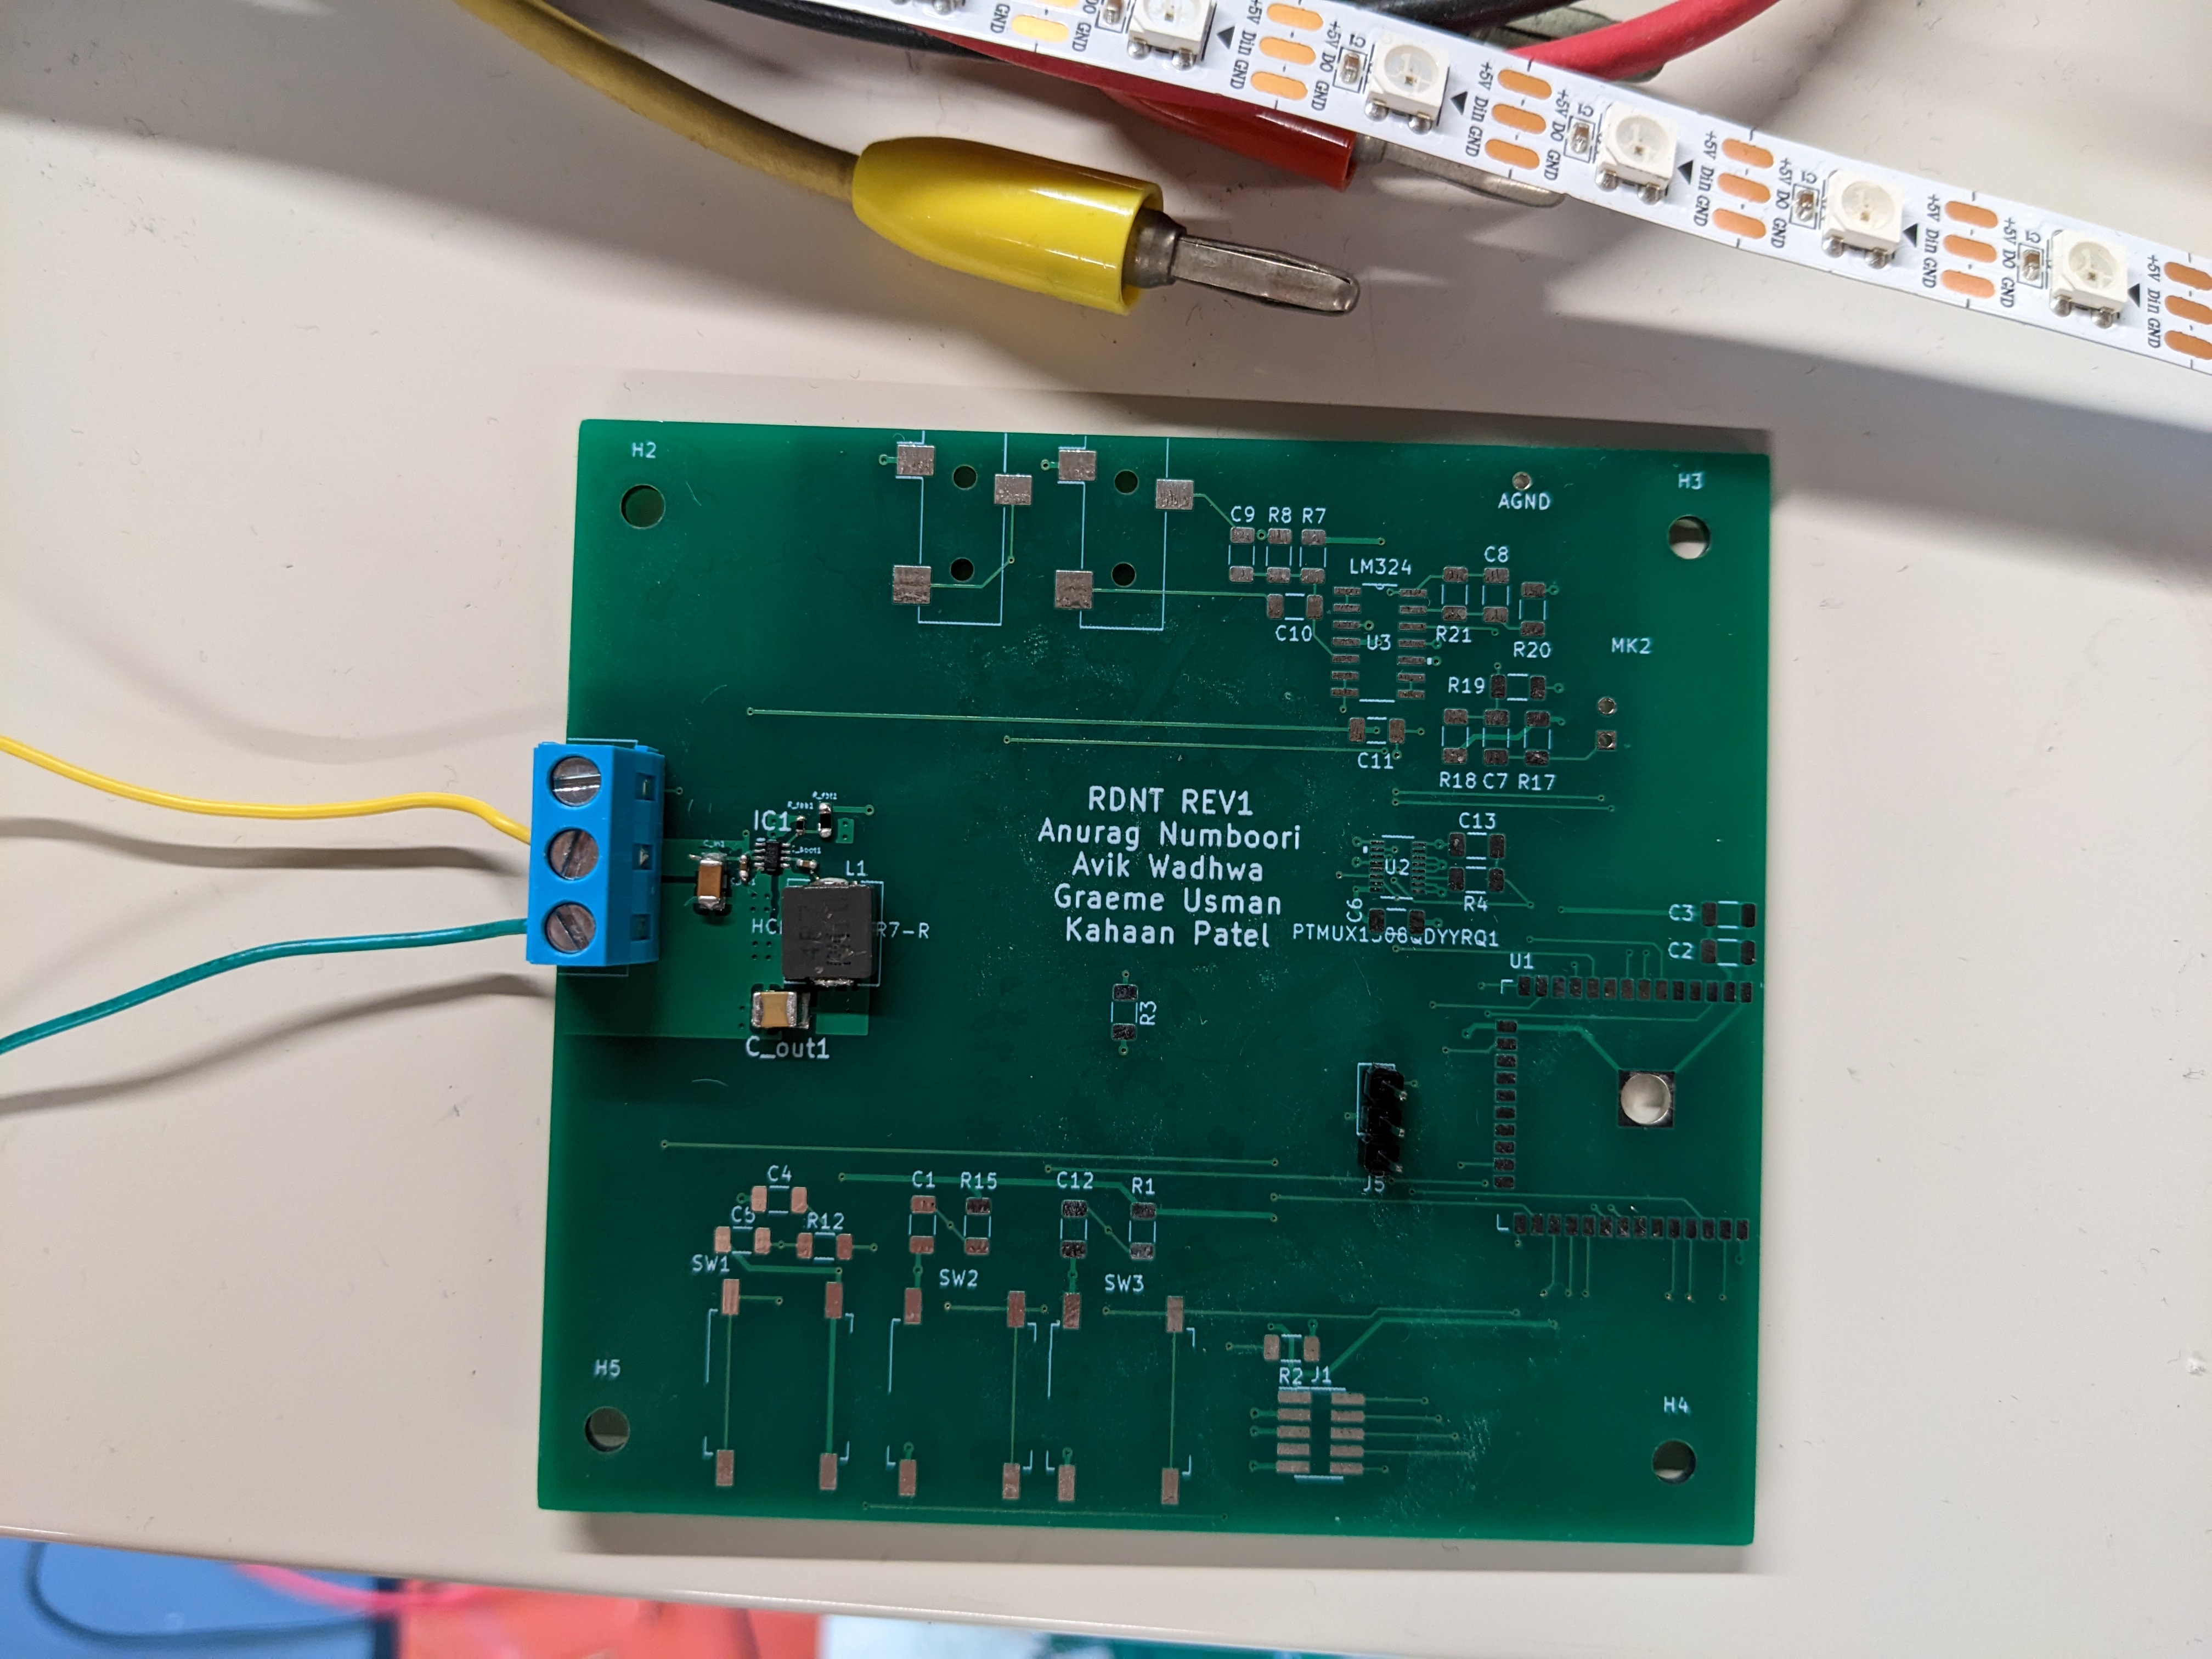 GND
DO
GND
+5V
Din
GND
+5V
DO
GND
+5V
Din
GND
+5V
DO
GND
+5V
Din
GND
+5V
DO
GND
+5V
Din
GND
+5V
DO
GND
+5V
Din
GND
H2
H3
AGND
C9 R8 R7
LM324
C8
U3
C10
R21
R20
MK2
R19
C11
R18 C7 R17
RDNT REV1
Anurag Numboori
Avik Wadhwa
Graeme Usman
Kahaan Patel
IC1
L1
HC
R7-R
C_out1
C13
U2
R4
C6
C3
C2
U1
R3
J5
C4
C5
R12
C1 R15
C12 R1
SW1
SW2
SW3
R2 J1
H5
H4